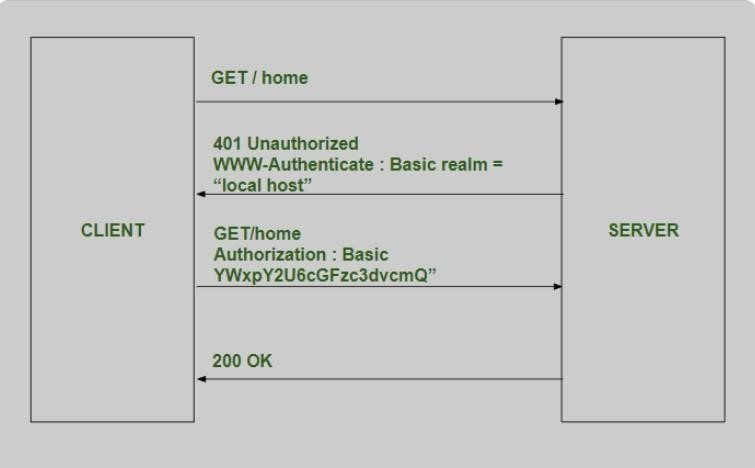 GET / home
401 Unauthorized
WWW-Authenticate : Basic realm =
“local host”
CLIENT
SERVER
GET/home
Authorization : Basic
YWxpY2U6cGFzc3dvcmQ”
200 OK